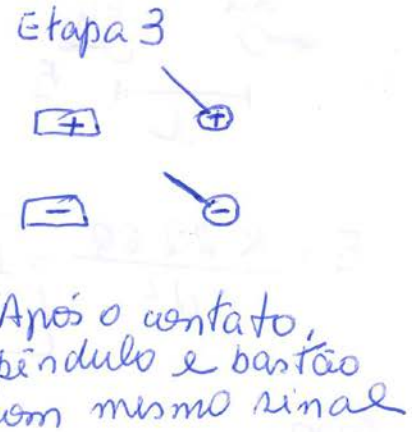 Etapa 3
+ +
- -
Após o contato,
pêndulo e bastão
com mesmo sinal